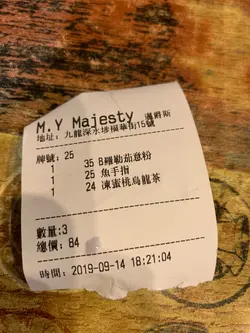 M.Y Majesty 邁爵斯
地址: 九龍深水埗福華街15號
牌號: 25
1 35 B羅勒茄意粉
1 25 魚手指
1 24 凍蜜桃烏龍茶
數量:3
總價: 84
時間: 2019-09-14 18:21:04